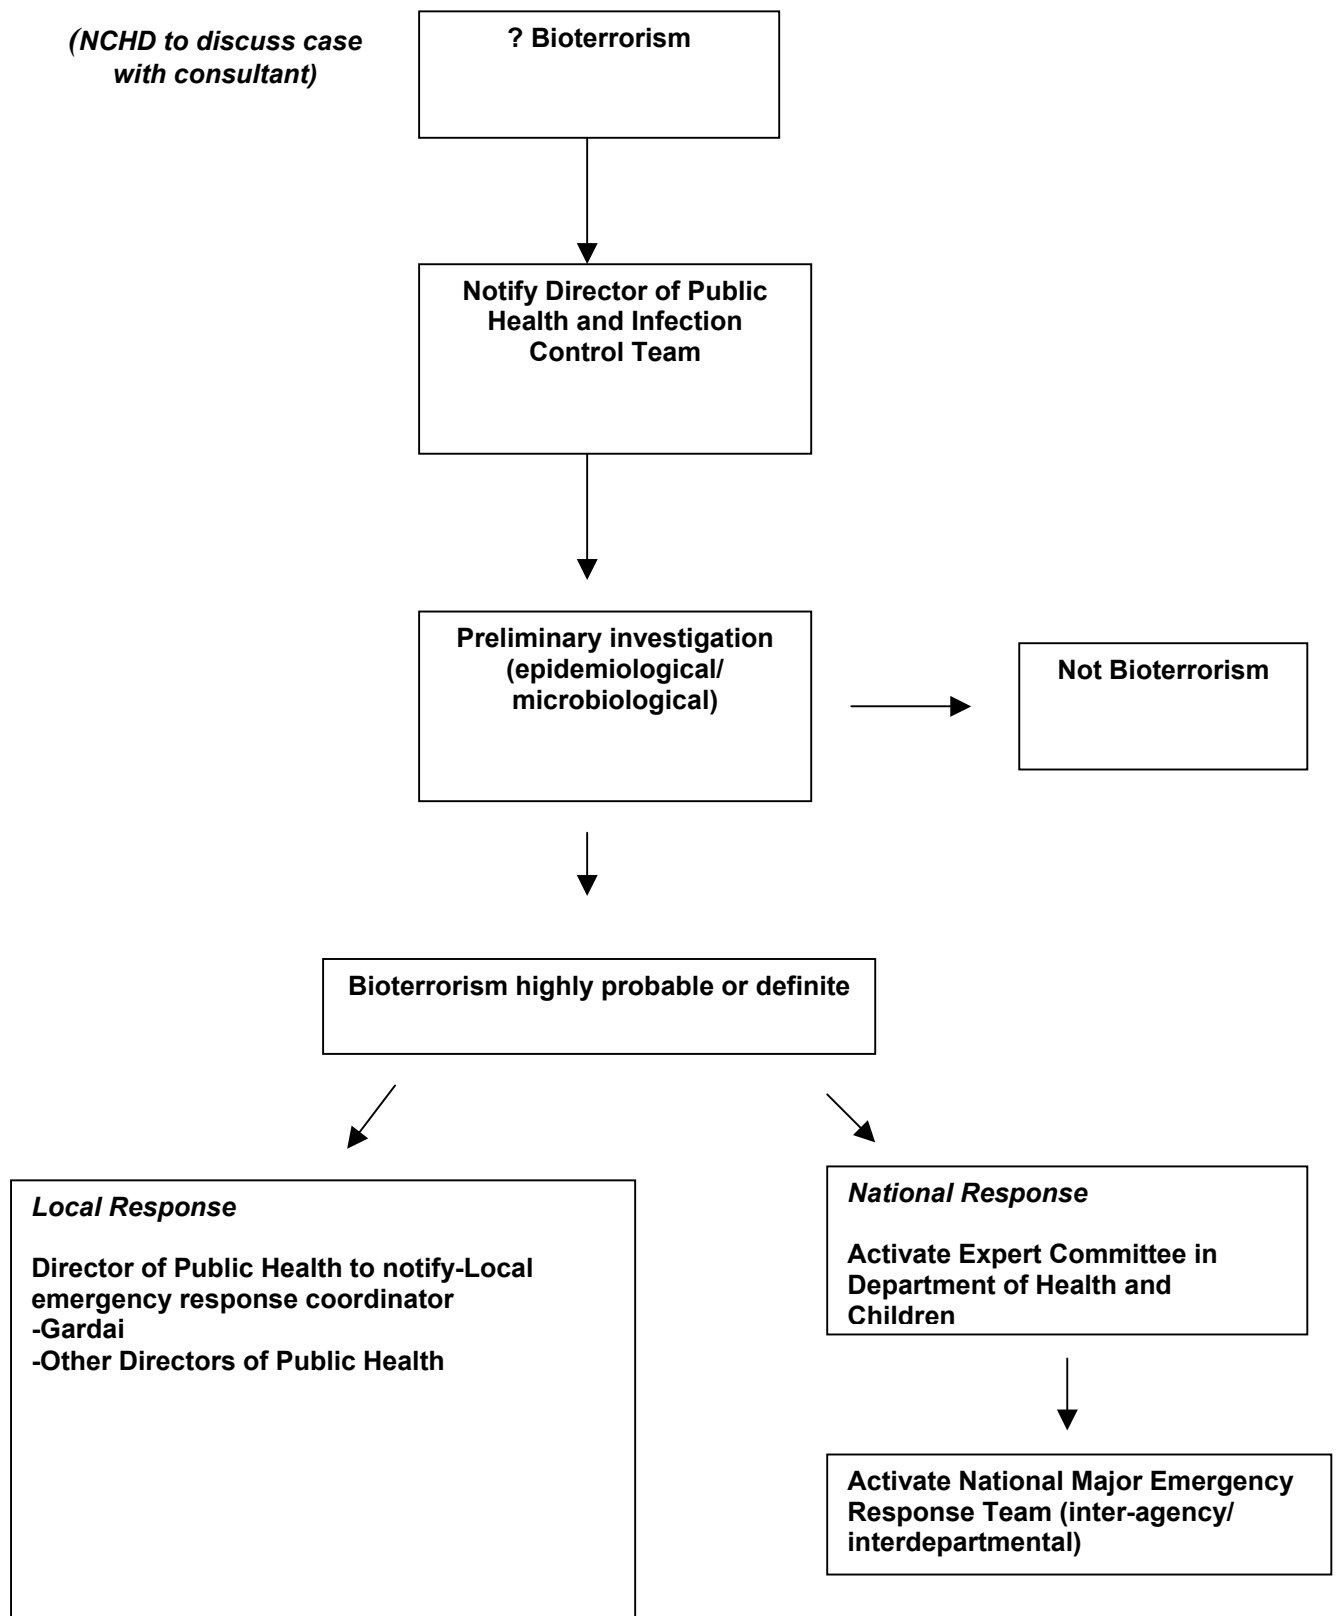 (NCHD to discuss case
with consultant)
? Bioterrorism
Notify Director of Public
Health and Infection
Control Team
Preliminary investigation
(epidemiological/
microbiological)
Not Bioterrorism
Bioterrorism highly probable or definite
Local Response
Director of Public Health to notify-Local
emergency response coordinator
-Gardai
-Other Directors of Public Health
National Response
Activate Expert Committee in
Department of Health and
Children
Activate National Major Emergency
Response Team (inter-agency/
interdepartmental)